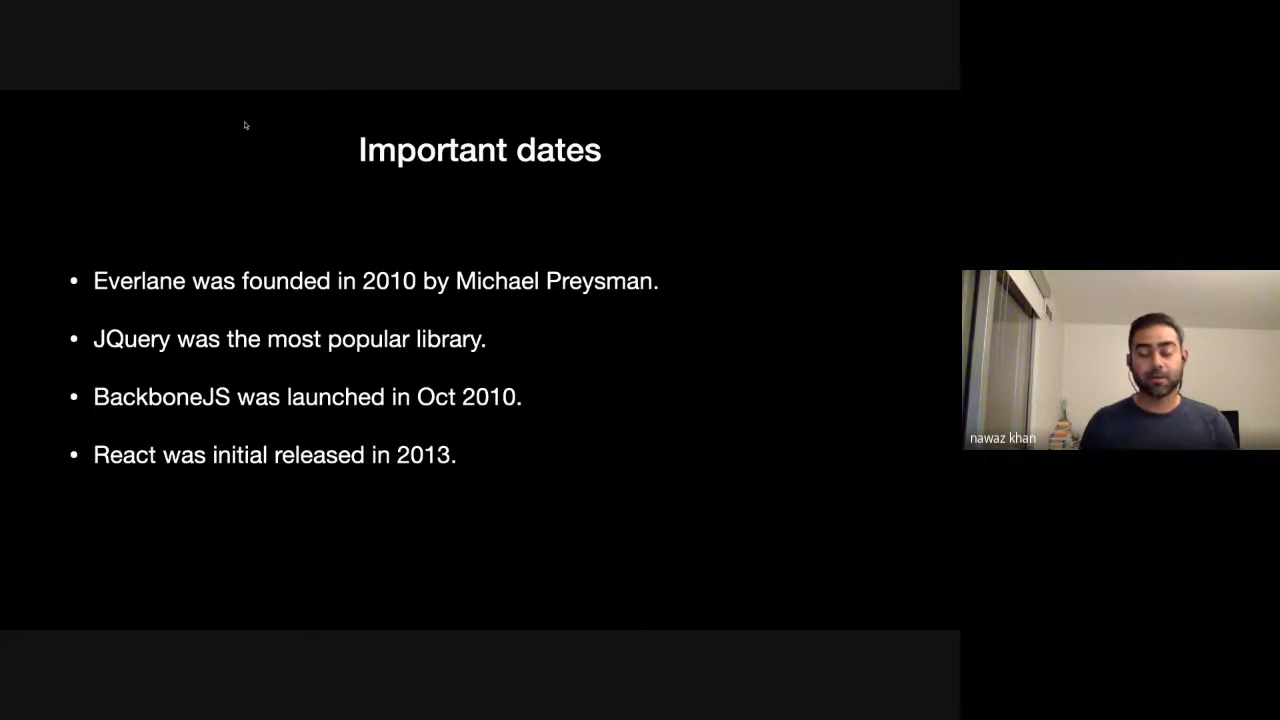 Important dates
• Everlane was founded in 2010 by Michael Preysman.
• JQuery was the most popular library.
• BackboneJS was launched in Oct 2010.
• React was initial released in 2013.
nawaz khan